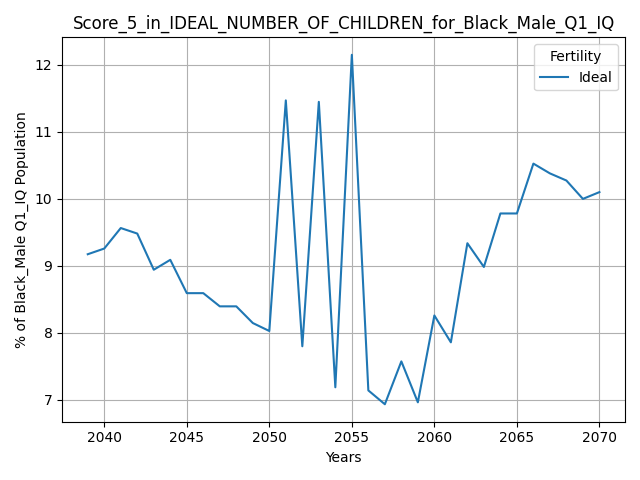 Score_5_in_IDEAL_NUMBER_OF_CHILDREN_for_Black_Male_Q1_IQ
Fertility
Ideal
% of Black_Male Q1_IQ Population
12
11
10
9
8
7
2040 2045 2050 2055 2060 2065 2070
Years